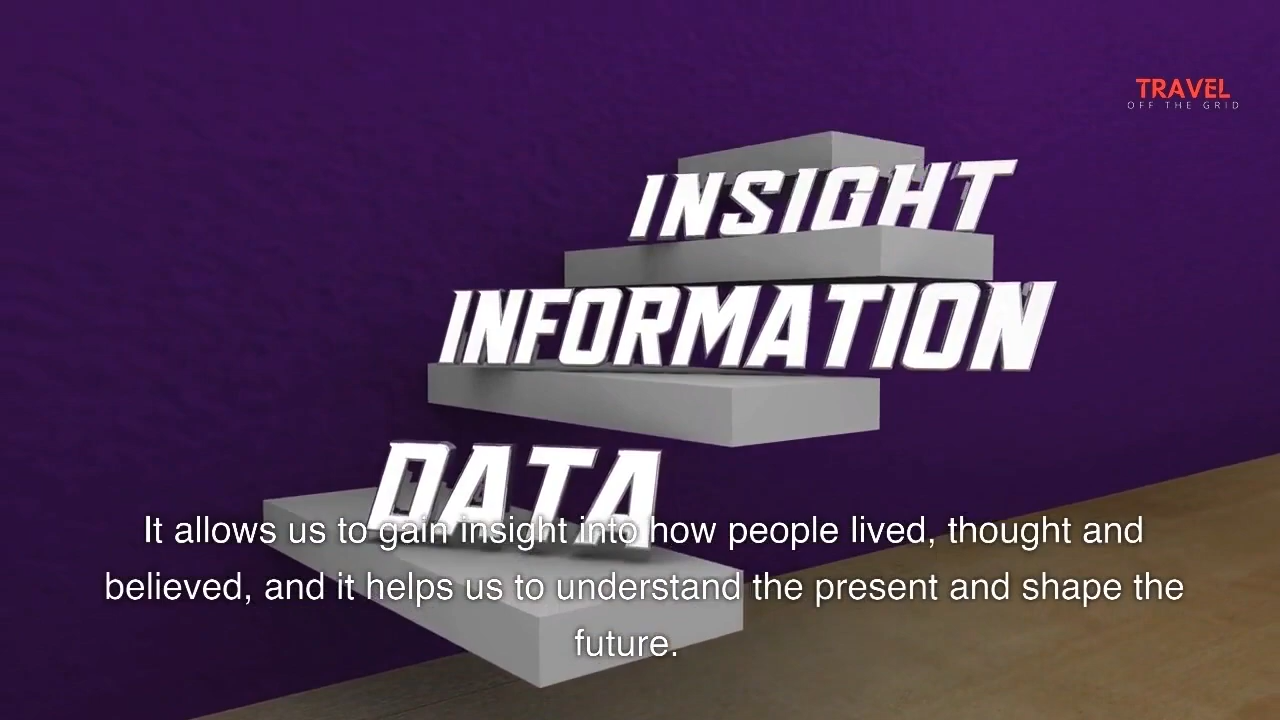 TRAVEL
OFF THE GRID
INSIGHT
INFORMATION
DATA
It allows us to gain insight into how people lived, thought and
believed, and it helps us to understand the present and shape the
future.